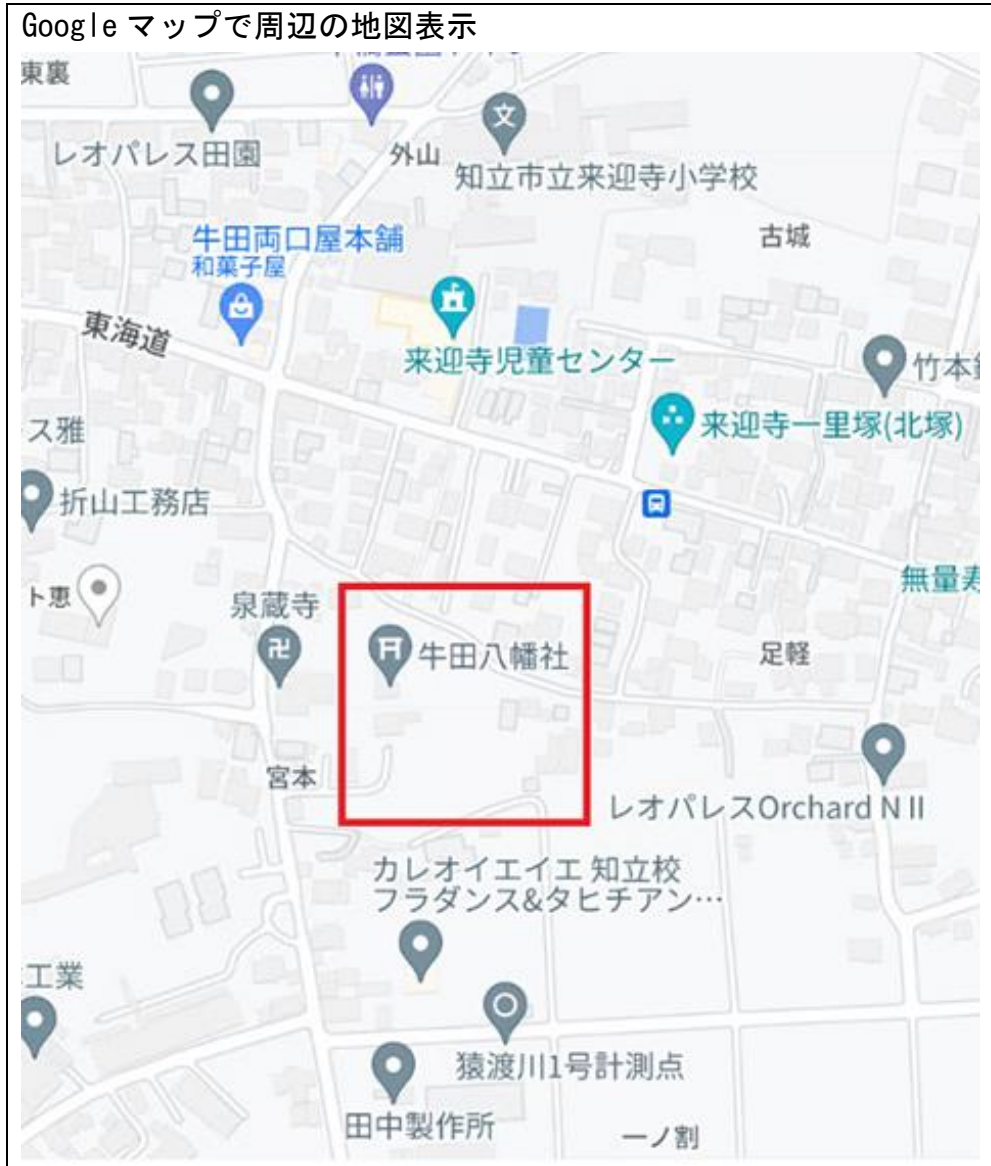 Google マップで周辺の地図表示
東裏
レオパレス田園
外山
文
知立市立来迎寺小学校
牛田両口屋本舗
和菓子屋
古城
東海道
来迎寺児童センター
竹本
ス雅
来迎寺一里塚(北塚)
折山工務店
ト恵
泉蔵寺
無量寿
牛田八幡社
足軽
宮本
レオパレスOrchard N II
カレオイエイエ 知立校
フラダンス&タヒチアン…
工業
猿渡川1号計測点
田中製作所
一ノ割